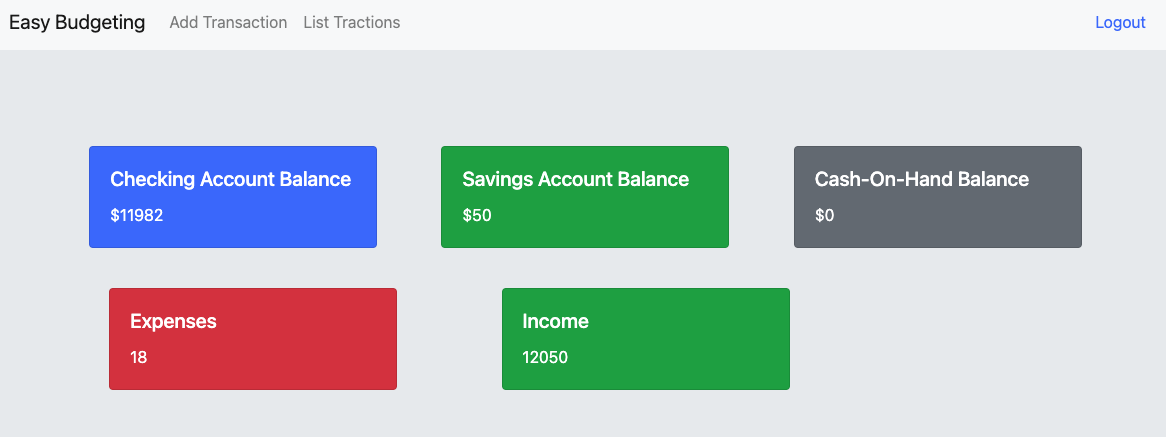 Easy Budgeting Add Transaction List Tractions Logout
Checking Account Balance Savings Account Balance Cash-On-Hand Balance
$11982 $50 $0
Expenses Income
18 12050